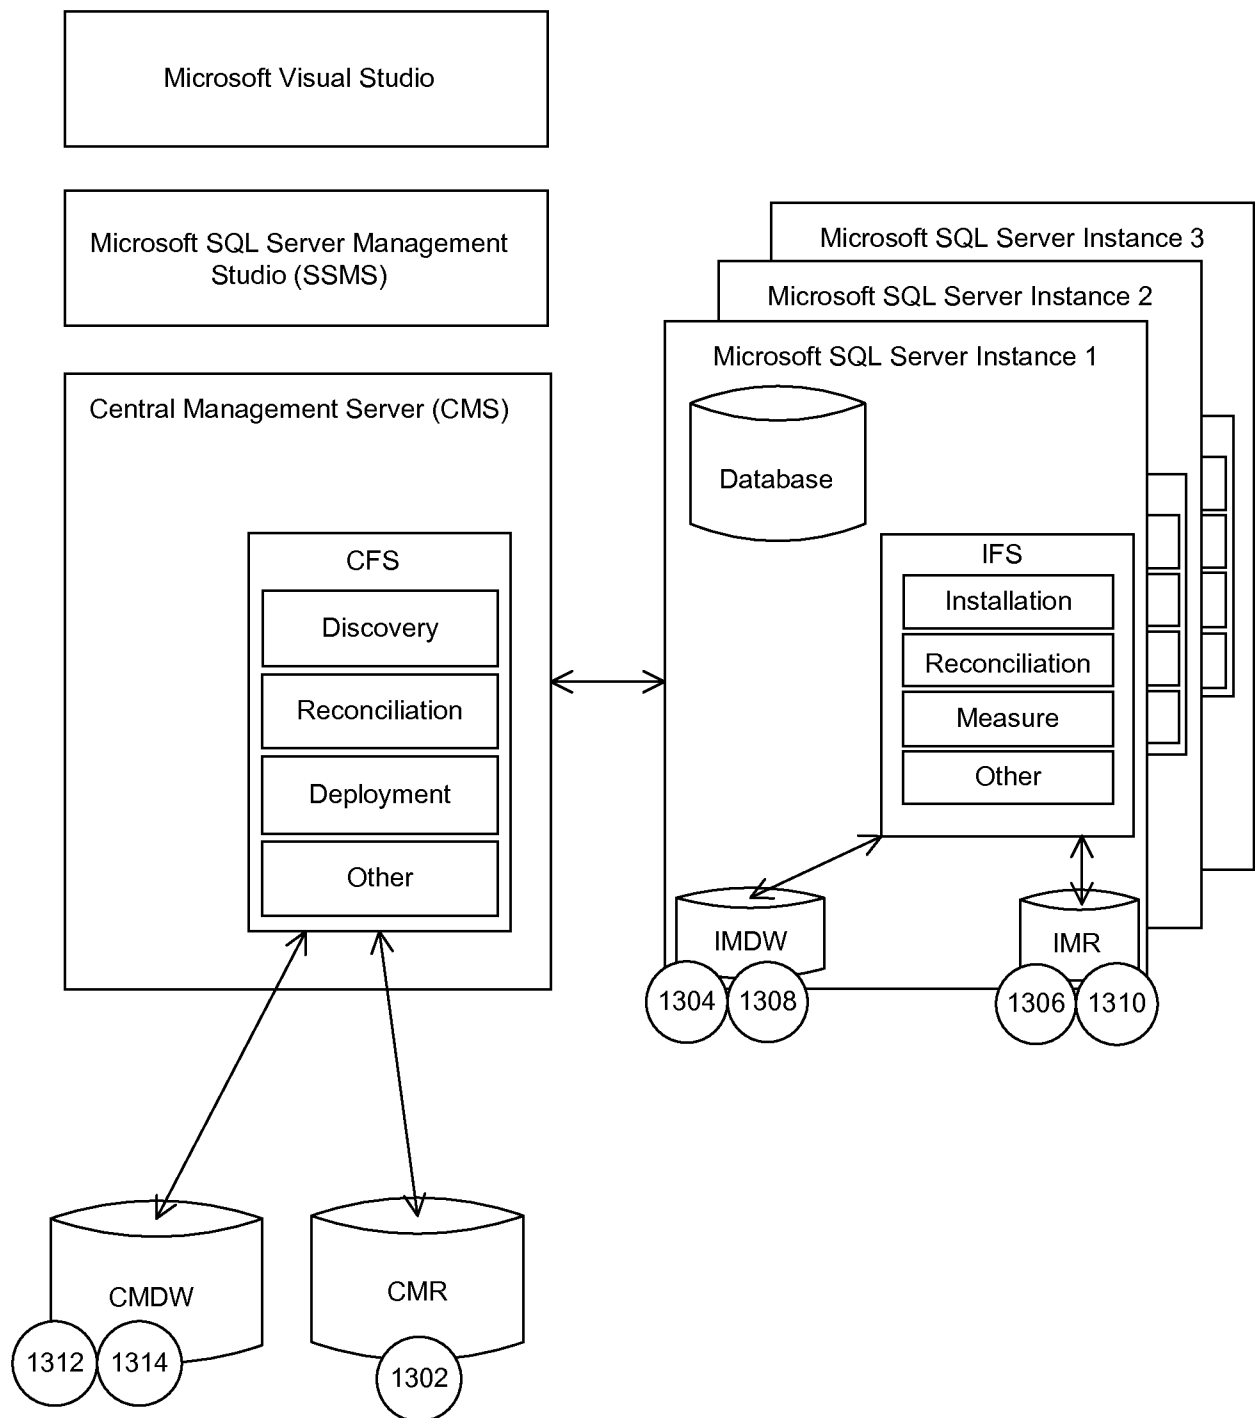 Microsoft Visual Studio
Microsoft SQL Server Management
Studio (SSMS)
Central Management Server (CMS)
CFS
Discovery
Reconciliation
Deployment
Other
Microsoft SQL Server Instance 3
Microsoft SQL Server Instance 2
Microsoft SQL Server Instance 1
Database
IFS
Installation
Reconciliation
Measure
Other
IMDW
1304
1308
IMR
1306
1310
CMDW
1312
1314
CMR
1302